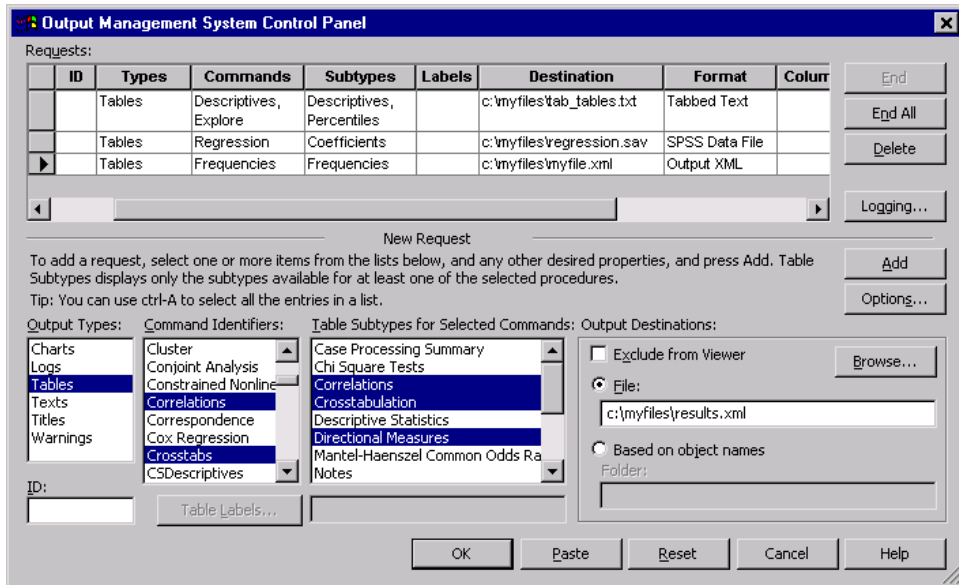 Output Management System Control Panel
Requests:
ID Types Commands Subtypes Labels Destination Format Colum
Tables Descriptives, Explore Descriptives, Percentiles c:\myfiles\tab_tables.txt Tabbed Text
Tables Regression Coefficients c:\myfiles\regression.sav SPSS Data File
Tables Frequencies c:\myfiles\myfile.xml Output XML
End
End All
Delete
Logging...
New Request
To add a request, select one or more items from the lists below, and any other desired properties, and press Add. Table
Subtypes displays only the subtypes available for at least one of the selected procedures.
Tip: You can use ctrl-A to select all the entries in a list.
Add
Options...
Output Types:
Charts
Logs
Tables
Texts
Titles
Warnings
ID:
Command Identifiers:
Cluster
Conjoint Analysis
Constrained Nonline
Correlations
Correspondence
Cox Regression
Crosstabs
CSDescriptives
Table Labels...
Table Subtypes for Selected Commands:
Case Processing Summary
Chi Square Tests
Correlations
Crosstabulation
Descriptive Statistics
Directional Measures
Mantel-Haenszel Common Odds Ra
Notes
Output Destinations:
Exclude from Viewer
Browse...
File:
c:\myfiles\results.xml
Based on object names
Folder:
OK Paste Reset Cancel Help